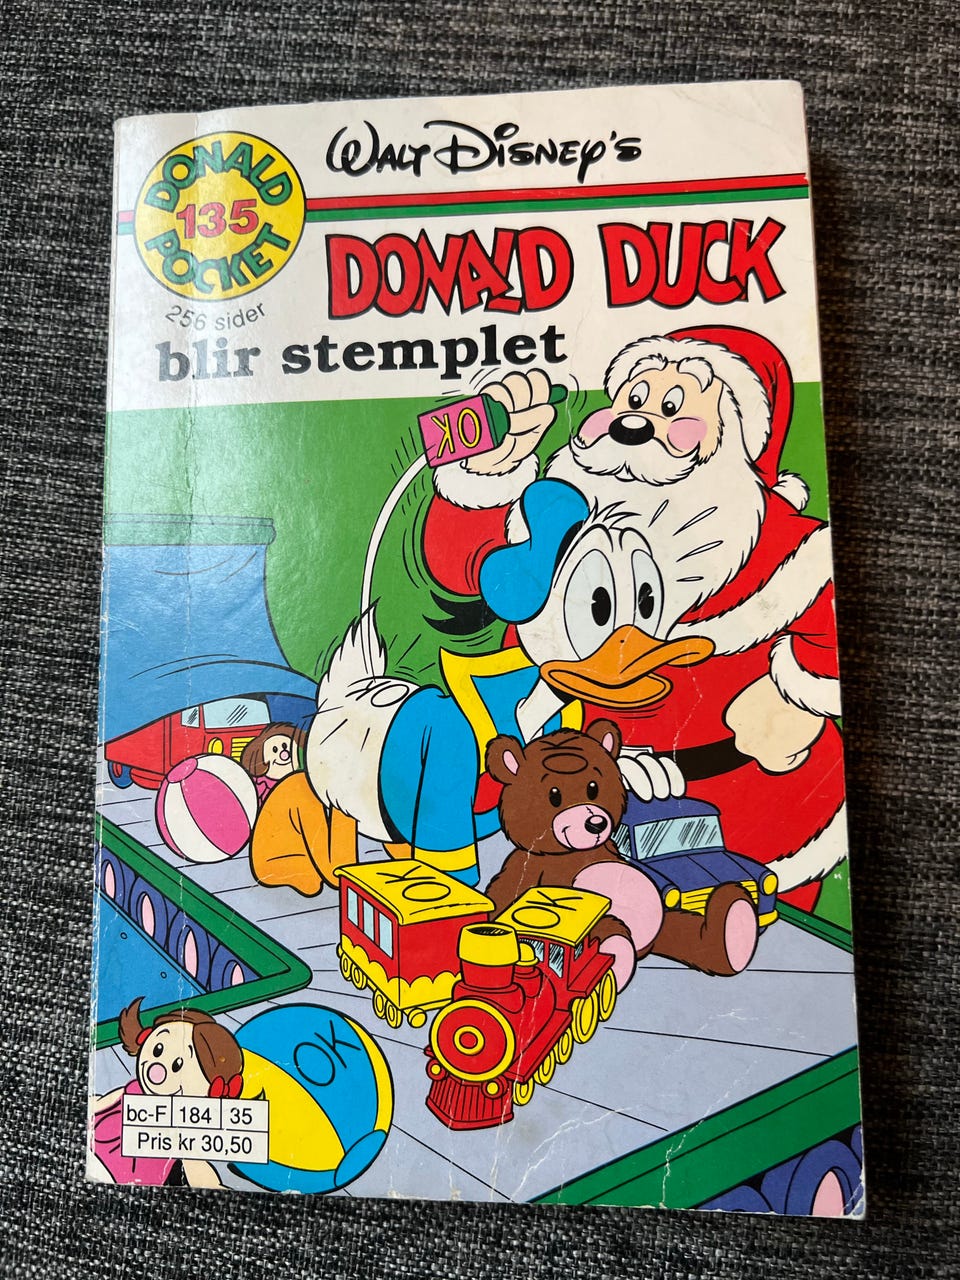 WALT DISNEY'S
DONALD
135
POCKET
256 sider
DONALD DUCK
blir stemplet
OK
OK
OK
OK
OK
bc-F 184 35
Pris kr 30,50